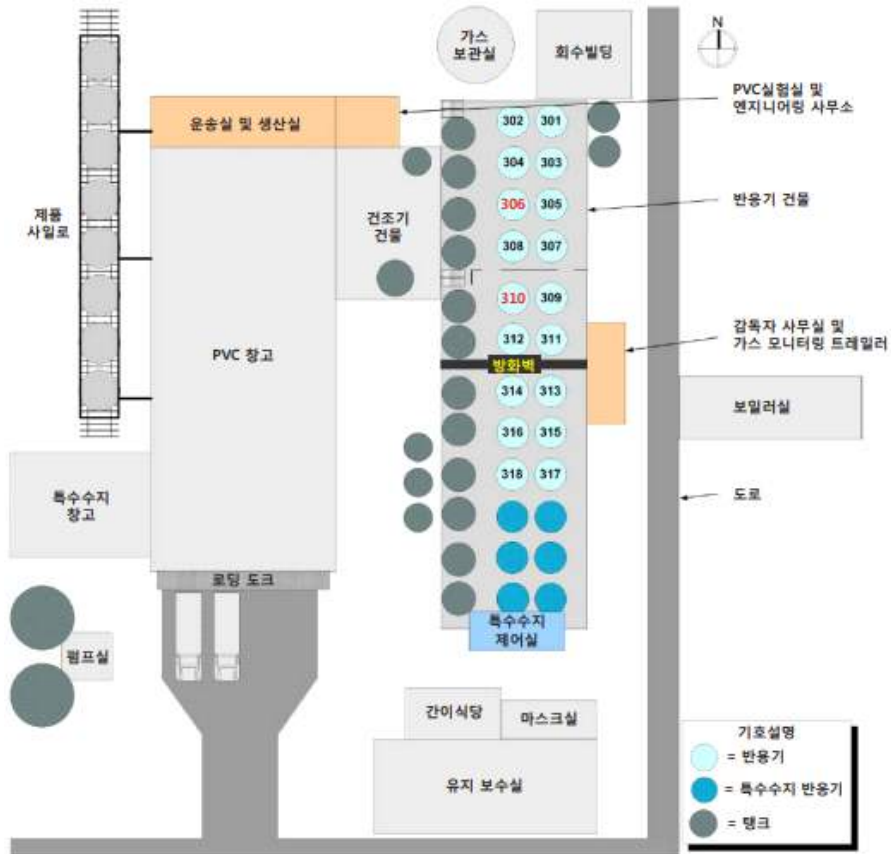 가스
보관실
회수빌딩
N
PVC실험실 및
엔지니어링 사무소
운송실 및 생산실
302 301
304 303
306 305
308 307
310 309
312 311
방화벽
314 313
316 315
318 317
반응기 건물
제품
사일로
건조기
건물
PVC 창고
감독자 사무실 및
가스 모니터링 트레일러
보일러실
도로
특수수지
창고
로딩 도크
펌프실
특수수지
제어실
간이식당
마스크실
유지 보수실
기호설명
= 반응기
= 특수수지 반응기
= 탱크